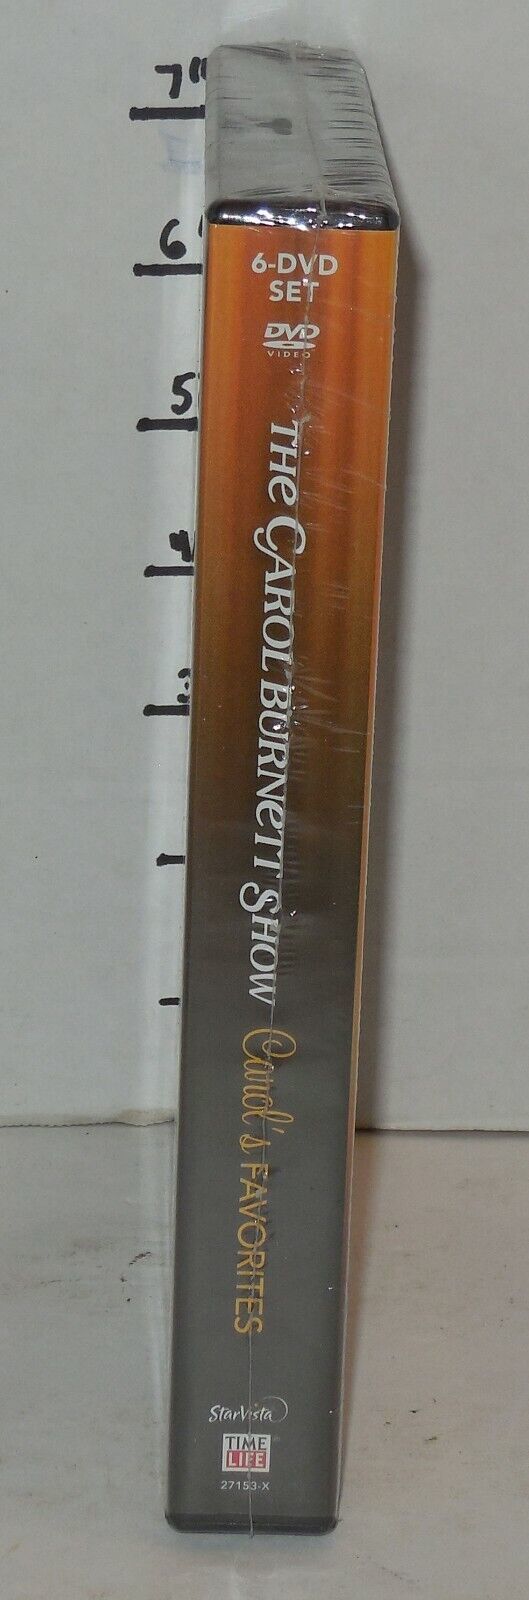 7"
6"
5
4
3
6-DVD
SET
DVD
VIDEO
THE CAROL BURNETT SHOW
Carol's FAVORITES
StarVista
TIME
LIFE
27153-X